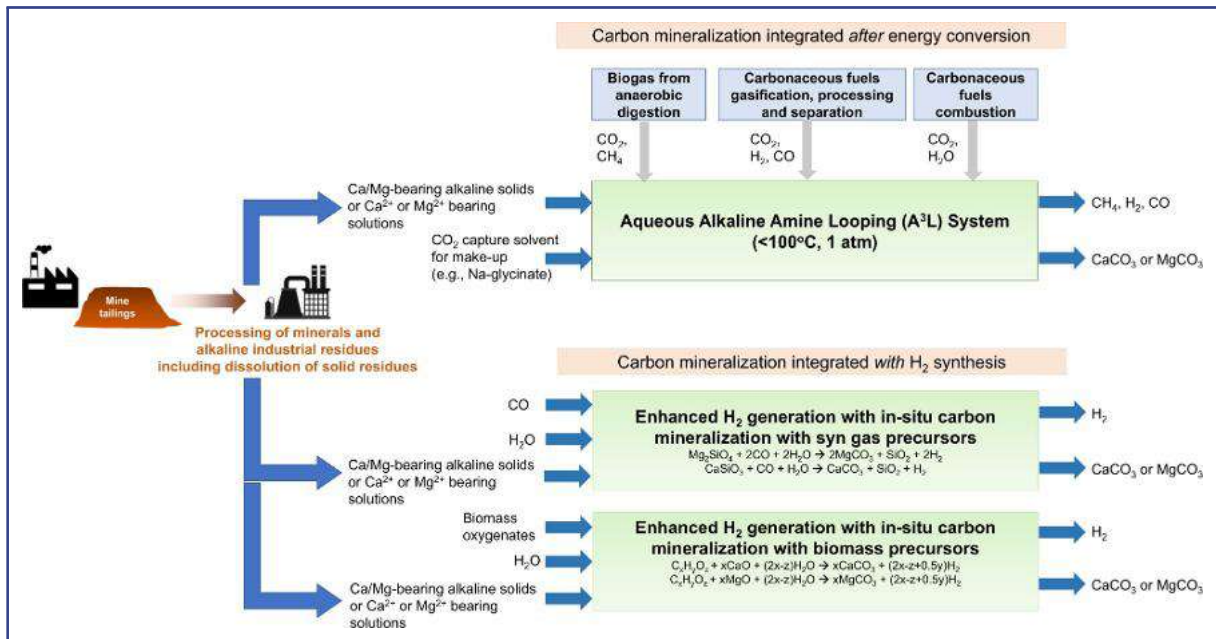 Carbon mineralization integrated after energy conversion
Biogas from
anaerobic
digestion
Carbonaceous fuels
gasification, processing
and separation
Carbonaceous
fuels
combustion
CO₂,
CH₄
CO₂,
H₂, CO
CO₂,
H₂O
Ca/Mg-bearing alkaline solids
or Ca²⁺ or Mg²⁺ bearing
solutions
CO₂ capture solvent
for make-up
(e.g., Na-glycinate)
Aqueous Alkaline Amine Looping (A³L) System
(<100°C, 1 atm)
CH₄, H₂, CO
CaCO₃ or MgCO₃
Mine
tailings
Processing of minerals and
alkaline industrial residues
including dissolution of solid residues
Carbon mineralization integrated with H₂ synthesis
CO
H₂O
Ca/Mg-bearing alkaline solids
or Ca²⁺ or Mg²⁺ bearing
solutions
Enhanced H₂ generation with in-situ carbon
mineralization with syn gas precursors
Mg₂SiO₄ + 2CO + 2H₂O → 2MgCO₃ + SiO₂ + 2H₂
CaSiO₃ + CO + H₂O → CaCO₃ + SiO₂ + H₂
H₂
CaCO₃ or MgCO₃
Biomass
oxygenates
H₂O
Ca/Mg-bearing alkaline solids
or Ca²⁺ or Mg²⁺ bearing
solutions
Enhanced H₂ generation with in-situ carbon
mineralization with biomass precursors
CₓHᵧO_z + xCaO + (2x-z)H₂O → xCaCO₃ + (2x-z+0.5y)H₂
CₓHᵧO_z + xMgO + (2x-z)H₂O → xMgCO₃ + (2x-z+0.5y)H₂
H₂
CaCO₃ or MgCO₃